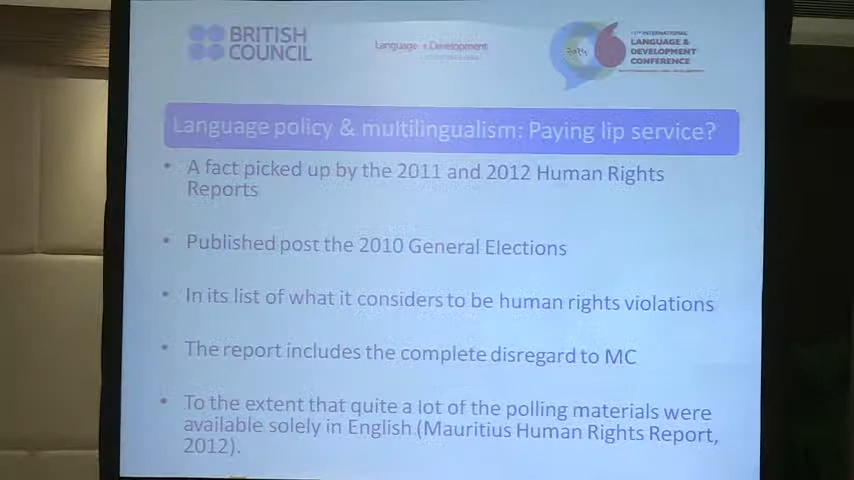 BRITISH
COUNCIL
Language & Development
11TH INTERNATIONAL
LANGUAGE &
DEVELOPMENT
CONFERENCE
Language policy & multilingualism: Paying lip service?
• A fact picked up by the 2011 and 2012 Human Rights
Reports
• Published post the 2010 General Elections
• In its list of what it considers to be human rights violations
• The report includes the complete disregard to MC
• To the extent that quite a lot of the polling materials were
available solely in English (Mauritius Human Rights Report,
2012).